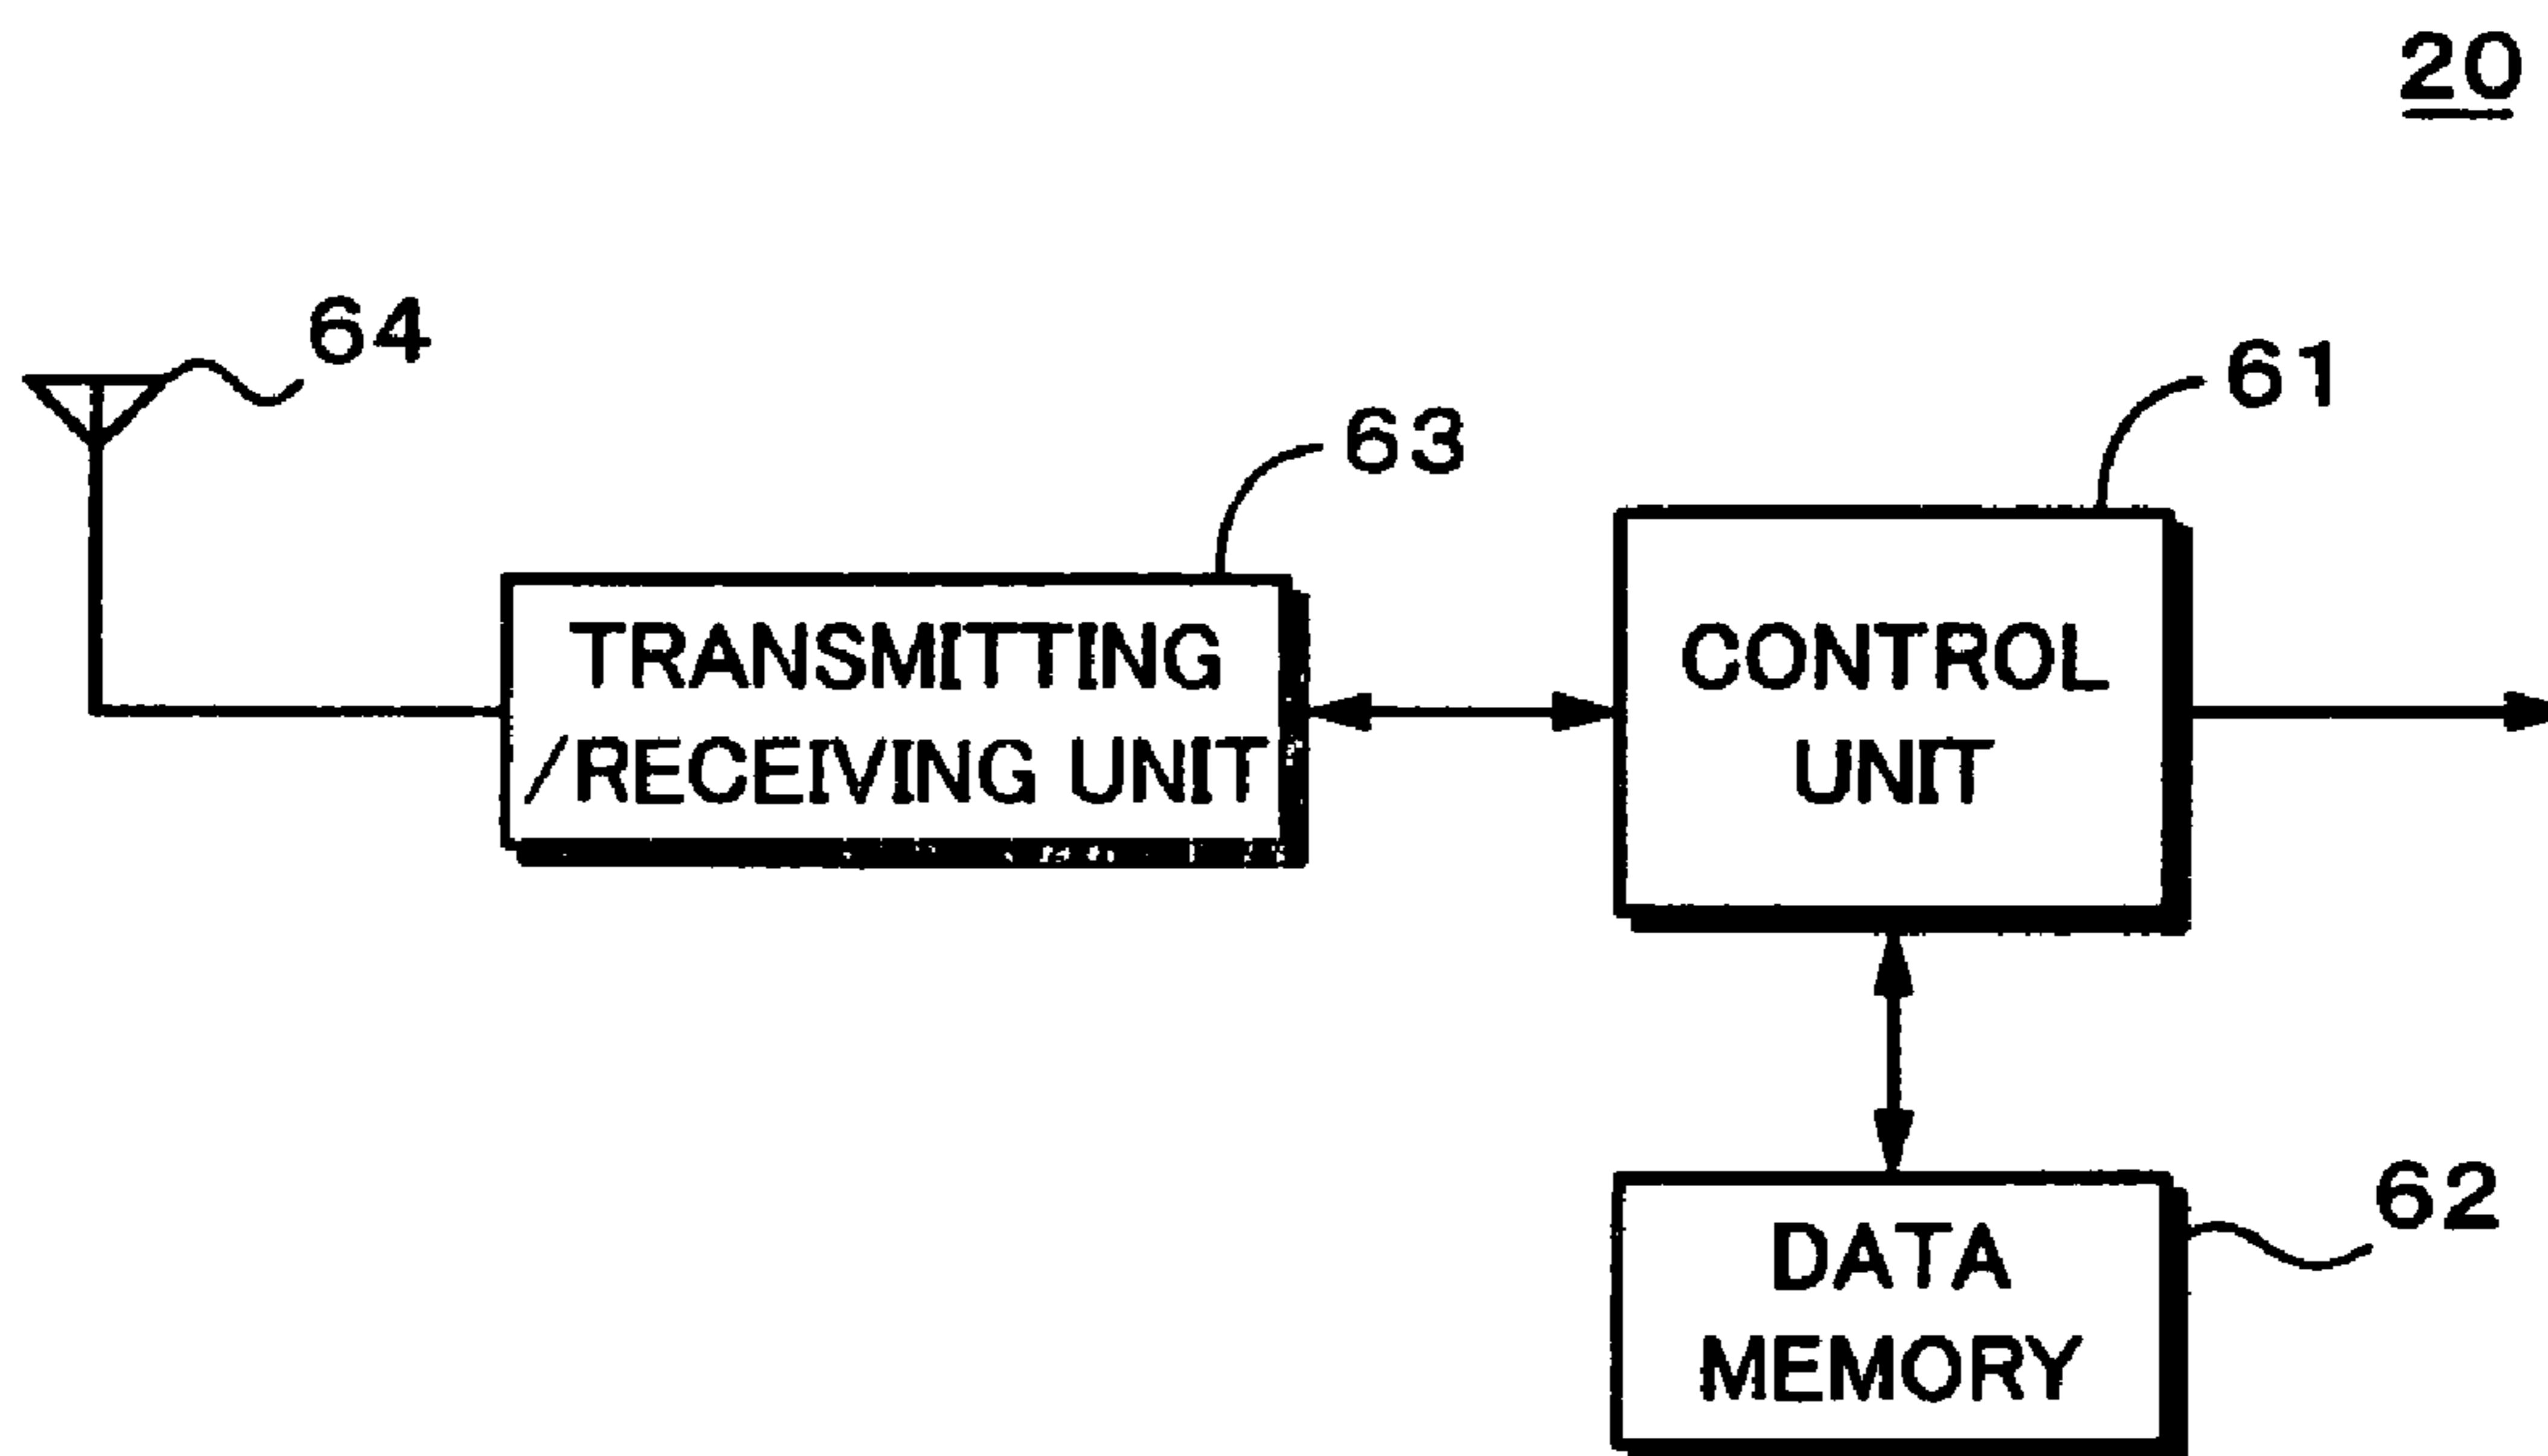 20
64
63
61
TRANSMITTING
/RECEIVING UNIT
CONTROL
UNIT
62
DATA
MEMORY